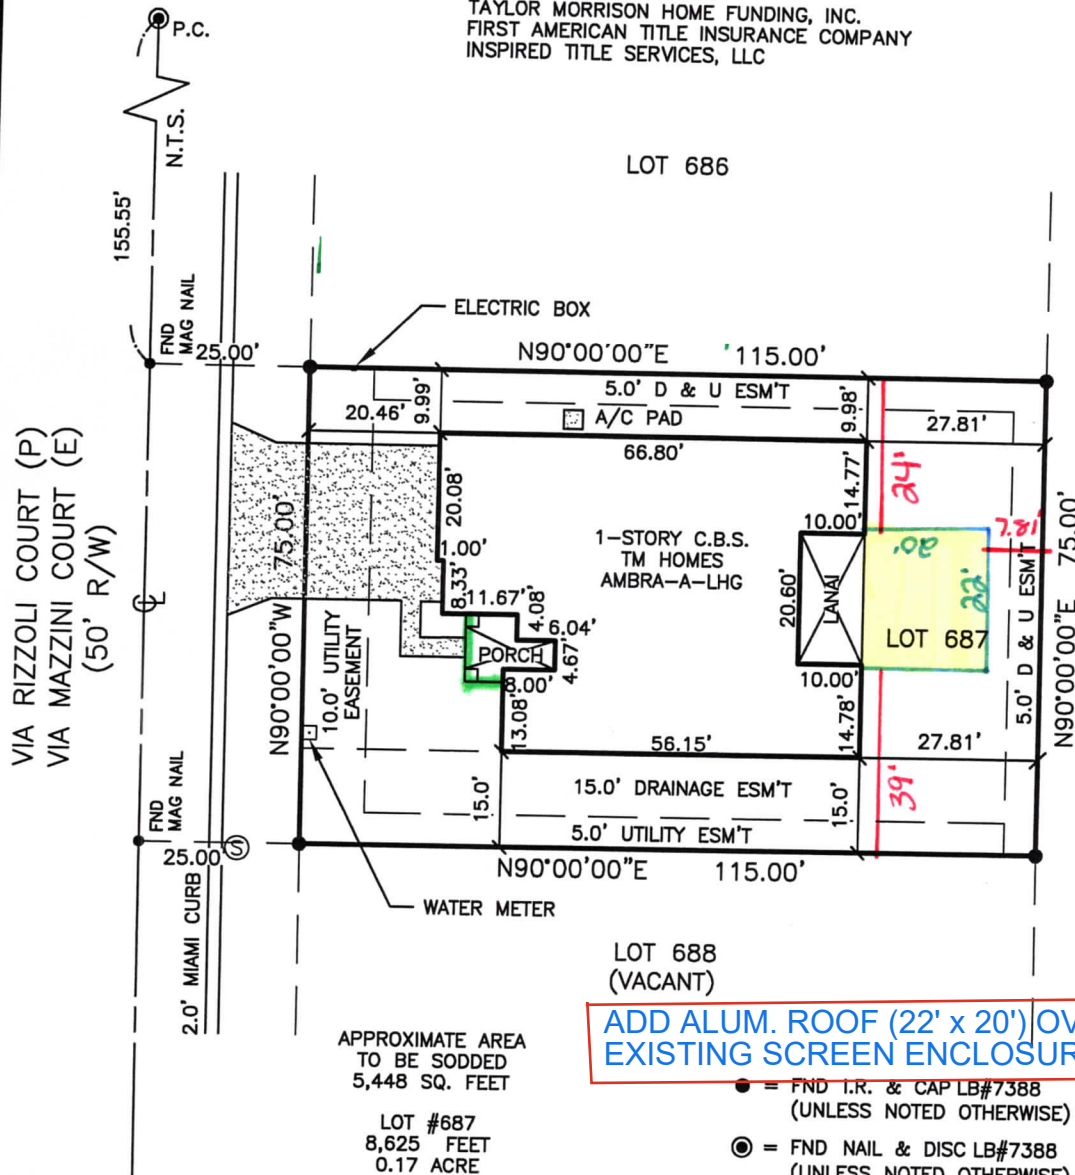 TAYLOR MORRISON HOME FUNDING, INC.
FIRST AMERICAN TITLE INSURANCE COMPANY
INSPIRED TITLE SERVICES, LLC
P.C.
N.T.S.
155.55'
LOT 686
FND
MAG NAIL
25.00'
ELECTRIC BOX
N90°00'00"E
115.00'
5.0' D & U ESM'T
20.46'
9.99'
A/C PAD
9.98'
27.81'
66.80'
VIA RIZZOLI COURT (P)
VIA MAZZINI COURT (E)
(50' R/W)
CL
75.00'
N90°00'00"W
20.08'
1.00'
8.33'
11.67'
4.08'
6.04'
4.67'
PORCH
8.00'
13.08'
1-STORY C.B.S.
TM HOMES
AMBRA-A-LHG
14.77'
10.00'
20.60'
LANAI
10.00'
14.78'
24'
20'
22'
7.81'
LOT 687
5.0' D & U ESM'T
75.00'
N90°00'00"E
10.0' UTILITY
EASEMENT
56.15'
27.81'
39'
15.0'
15.0' DRAINAGE ESM'T
15.0'
5.0' UTILITY ESM'T
FND
MAG NAIL
25.00'
S
N90°00'00"E
115.00'
2.0' MIAMI CURB
WATER METER
LOT 688
(VACANT)
APPROXIMATE AREA
TO BE SODDED
5,448 SQ. FEET
LOT #687
8,625 FEET
0.17 ACRE
ADD ALUM. ROOF (22' x 20') OV
EXISTING SCREEN ENCLOSUR
= FND I.R. & CAP LB#7388
(UNLESS NOTED OTHERWISE)
= FND NAIL & DISC LB#7388
(UNLESS NOTED OTHERWISE)